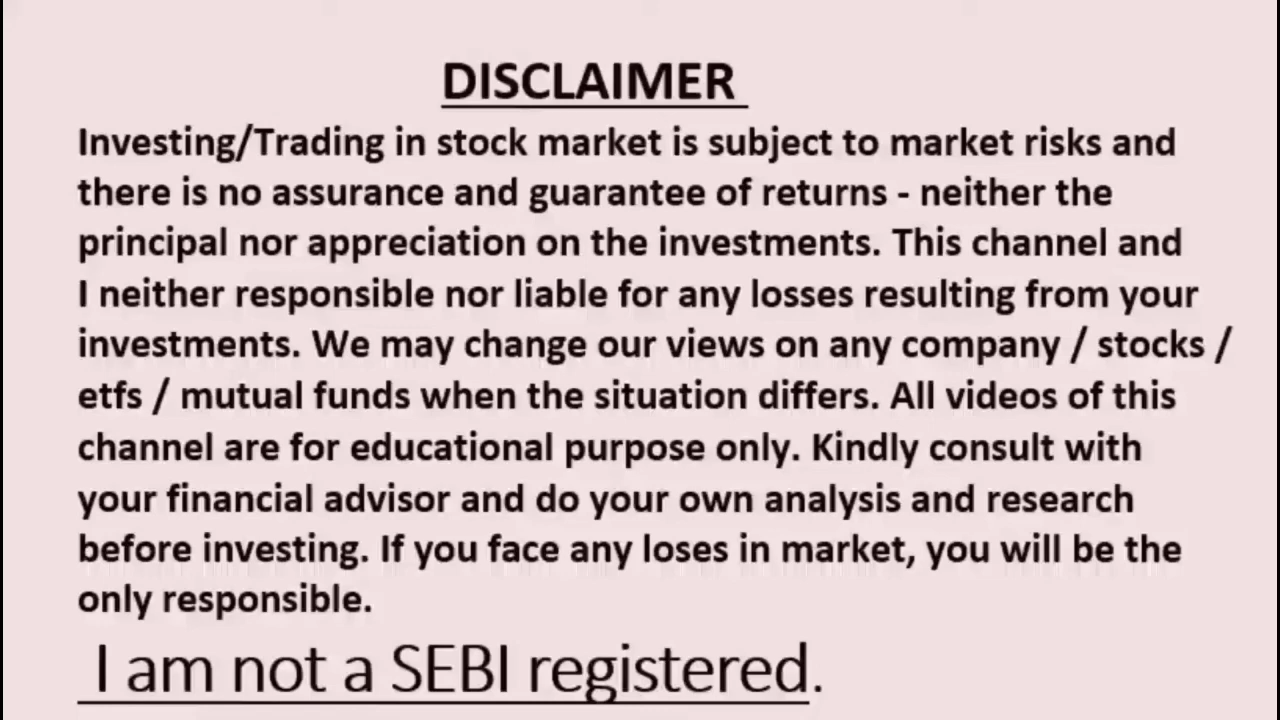 DISCLAIMER
Investing/Trading in stock market is subject to market risks and
there is no assurance and guarantee of returns - neither the
principal nor appreciation on the investments. This channel and
I neither responsible nor liable for any losses resulting from your
investments. We may change our views on any company / stocks /
etfs / mutual funds when the situation differs. All videos of this
channel are for educational purpose only. Kindly consult with
your financial advisor and do your own analysis and research
before investing. If you face any loses in market, you will be the
only responsible.
I am not a SEBI registered.